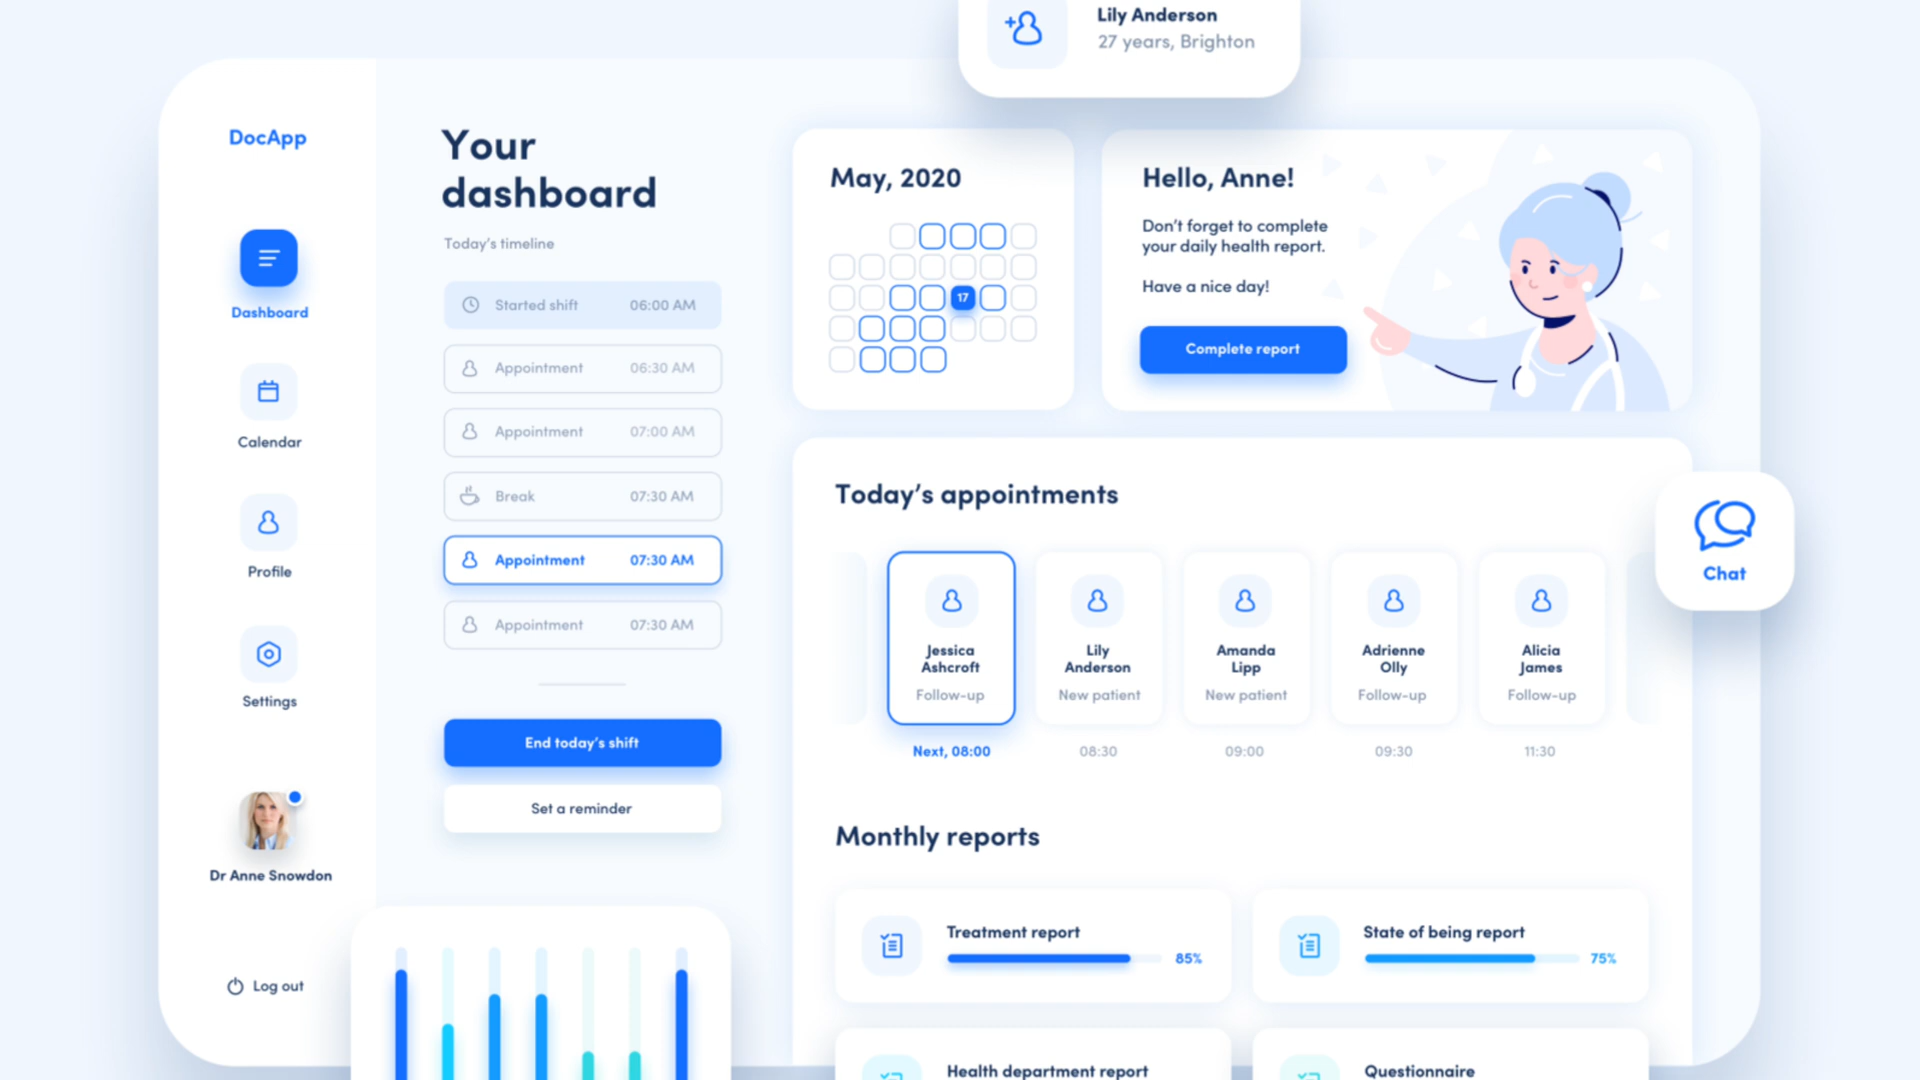 Lily Anderson
27 years, Brighton
DocApp
Dashboard
Calendar
Profile
Settings
Dr Anne Snowdon
Log out
Your
dashboard
Today's timeline
Started shift 06:00 AM
Appointment 06:30 AM
Appointment 07:00 AM
Break 07:30 AM
Appointment 07:30 AM
Appointment 07:30 AM
End today's shift
Set a reminder
May, 2020
17
Hello, Anne!
Don't forget to complete
your daily health report.
Have a nice day!
Complete report
Today's appointments
Jessica
Ashcroft
Follow-up
Next, 08:00
Lily
Anderson
New patient
08:30
Amanda
Lipp
New patient
09:00
Adrienne
Olly
Follow-up
09:30
Alicia
James
Follow-up
11:30
Chat
Monthly reports
Treatment report
85%
State of being report
75%
Health department report
Questionnaire